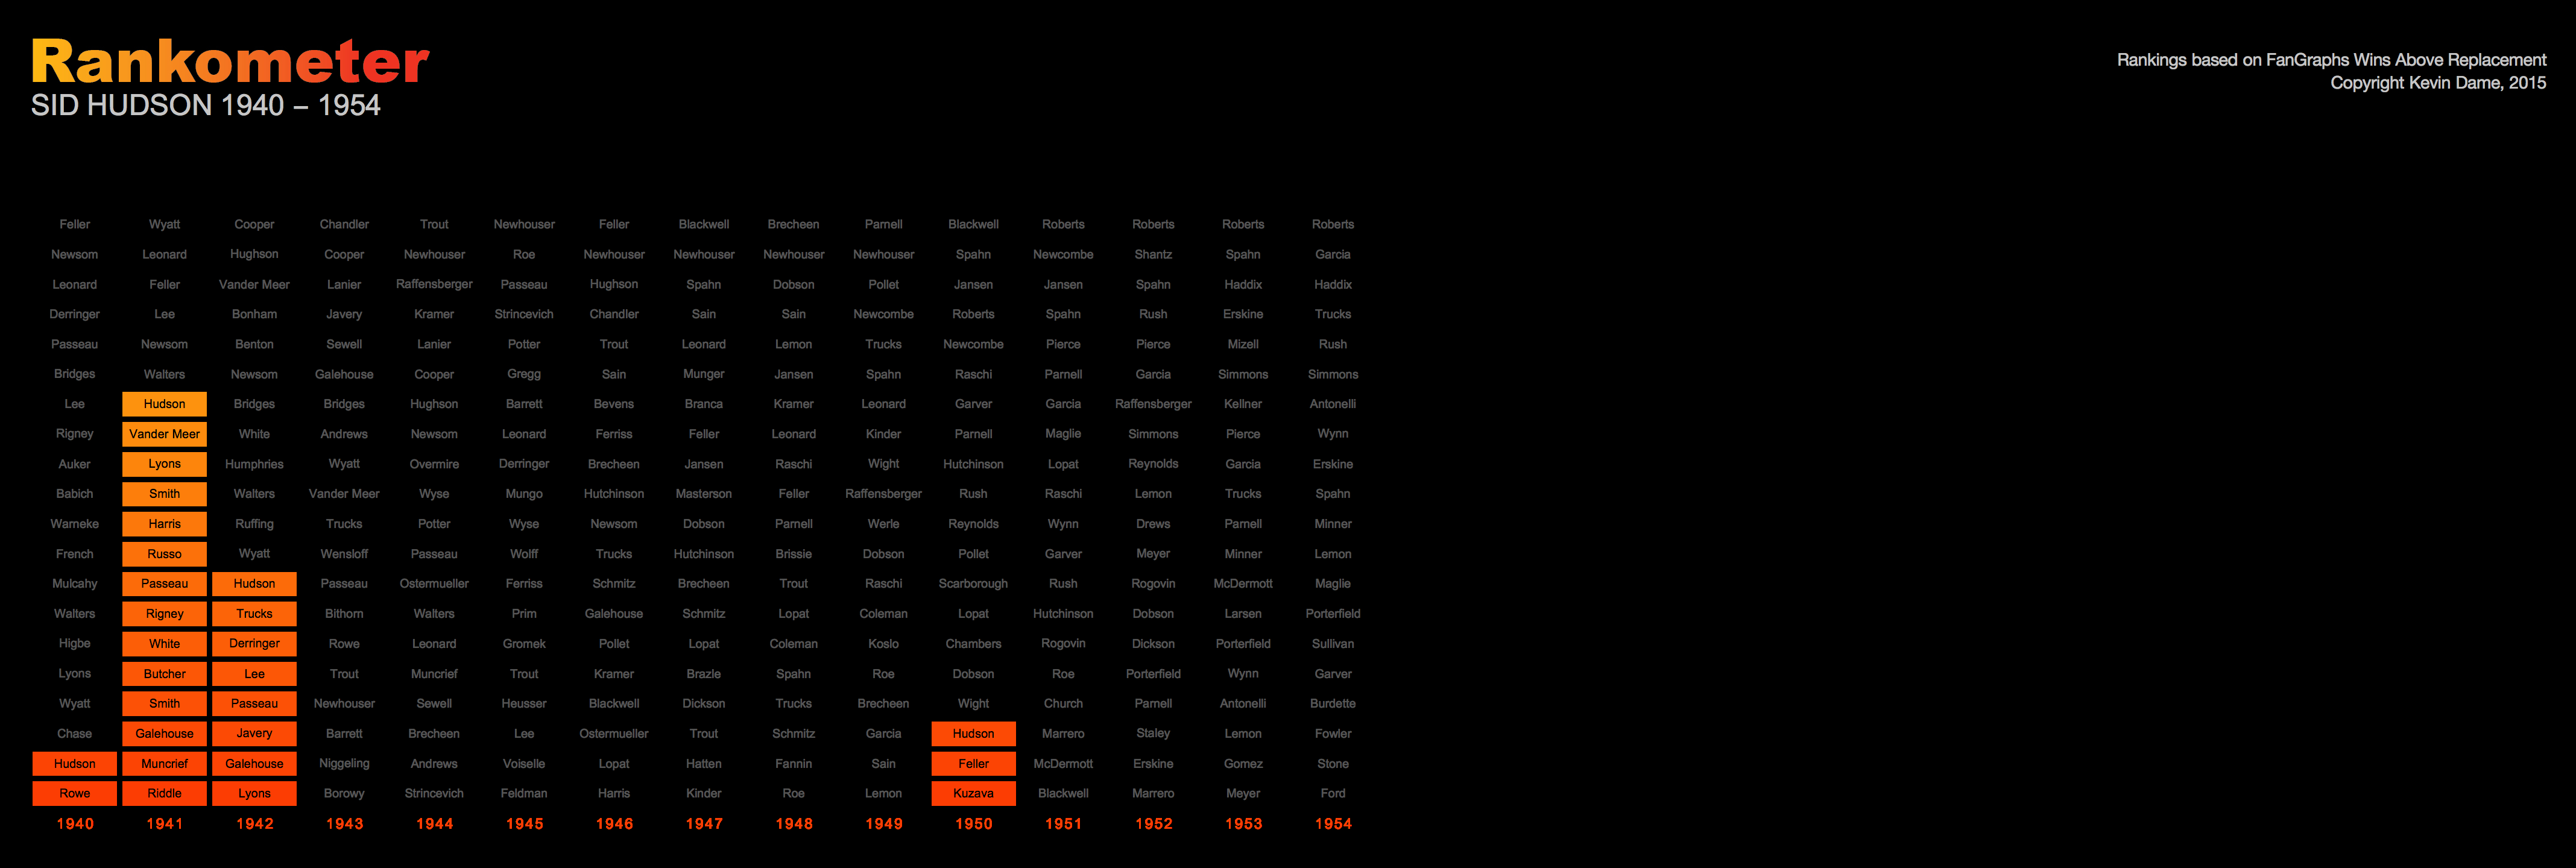 Rankometer
SID HUDSON 1940 – 1954
Rankings based on FanGraphs Wins Above Replacement
Copyright Kevin Dame, 2015
Feller Wyatt Cooper Chandler Trout Newhouser Feller Blackwell Brecheen Parnell Blackwell Roberts Roberts Roberts Roberts
Newsom Leonard Hughson Cooper Newhouser Roe Newhouser Newhouser Newhouser Newhouser Spahn Newcombe Shantz Spahn Garcia
Leonard Feller Vander Meer Lanier Raffensberger Passeau Hughson Spahn Dobson Pollet Jansen Jansen Spahn Haddix Haddix
Derringer Lee Bonham Javery Kramer Strincevich Chandler Sain Sain Newcombe Roberts Spahn Rush Erskine Trucks
Passeau Newsom Benton Sewell Lanier Potter Trout Leonard Lemon Trucks Newcombe Pierce Pierce Mizell Rush
Bridges Walters Newsom Galehouse Cooper Gregg Sain Munger Jansen Spahn Raschi Parnell Garcia Simmons Simmons
Lee Hudson Bridges Bridges Hughson Barrett Bevens Branca Kramer Leonard Garver Garcia Raffensberger Kellner Antonelli
Rigney Vander Meer White Andrews Newsom Leonard Ferriss Feller Leonard Kinder Parnell Maglie Simmons Pierce Wynn
Auker Lyons Humphries Wyatt Overmire Derringer Brecheen Jansen Raschi Wight Hutchinson Lopat Reynolds Garcia Erskine
Babich Smith Walters Vander Meer Wyse Mungo Hutchinson Masterson Feller Raffensberger Rush Raschi Lemon Trucks Spahn
Warneke Harris Ruffing Trucks Potter Wyse Newsom Dobson Parnell Werle Reynolds Wynn Drews Parnell Minner
French Russo Wyatt Wensloff Passeau Wolff Trucks Hutchinson Brissie Dobson Pollet Garver Meyer Minner Lemon
Mulcahy Passeau Hudson Passeau Ostermueller Ferriss Schmitz Brecheen Trout Raschi Scarborough Rush Rogovin McDermott Maglie
Walters Rigney Trucks Bithorn Walters Prim Galehouse Schmitz Lopat Coleman Lopat Hutchinson Dobson Larsen Porterfield
Higbe White Derringer Rowe Leonard Gromek Pollet Lopat Coleman Koslo Chambers Rogovin Dickson Porterfield Sullivan
Lyons Butcher Lee Trout Muncrief Trout Kramer Brazle Spahn Roe Dobson Roe Porterfield Wynn Garver
Wyatt Smith Passeau Newhouser Sewell Heusser Blackwell Dickson Trucks Brecheen Wight Church Parnell Antonelli Burdette
Chase Galehouse Javery Barrett Brecheen Lee Ostermueller Trout Schmitz Garcia Hudson Marrero Staley Lemon Fowler
Hudson Muncrief Galehouse Niggeling Andrews Voiselle Lopat Hatten Fannin Sain Feller McDermott Erskine Gomez Stone
Rowe Riddle Lyons Borowy Strincevich Feldman Harris Kinder Roe Lemon Kuzava Blackwell Marrero Meyer Ford
1940 1941 1942 1943 1944 1945 1946 1947 1948 1949 1950 1951 1952 1953 1954